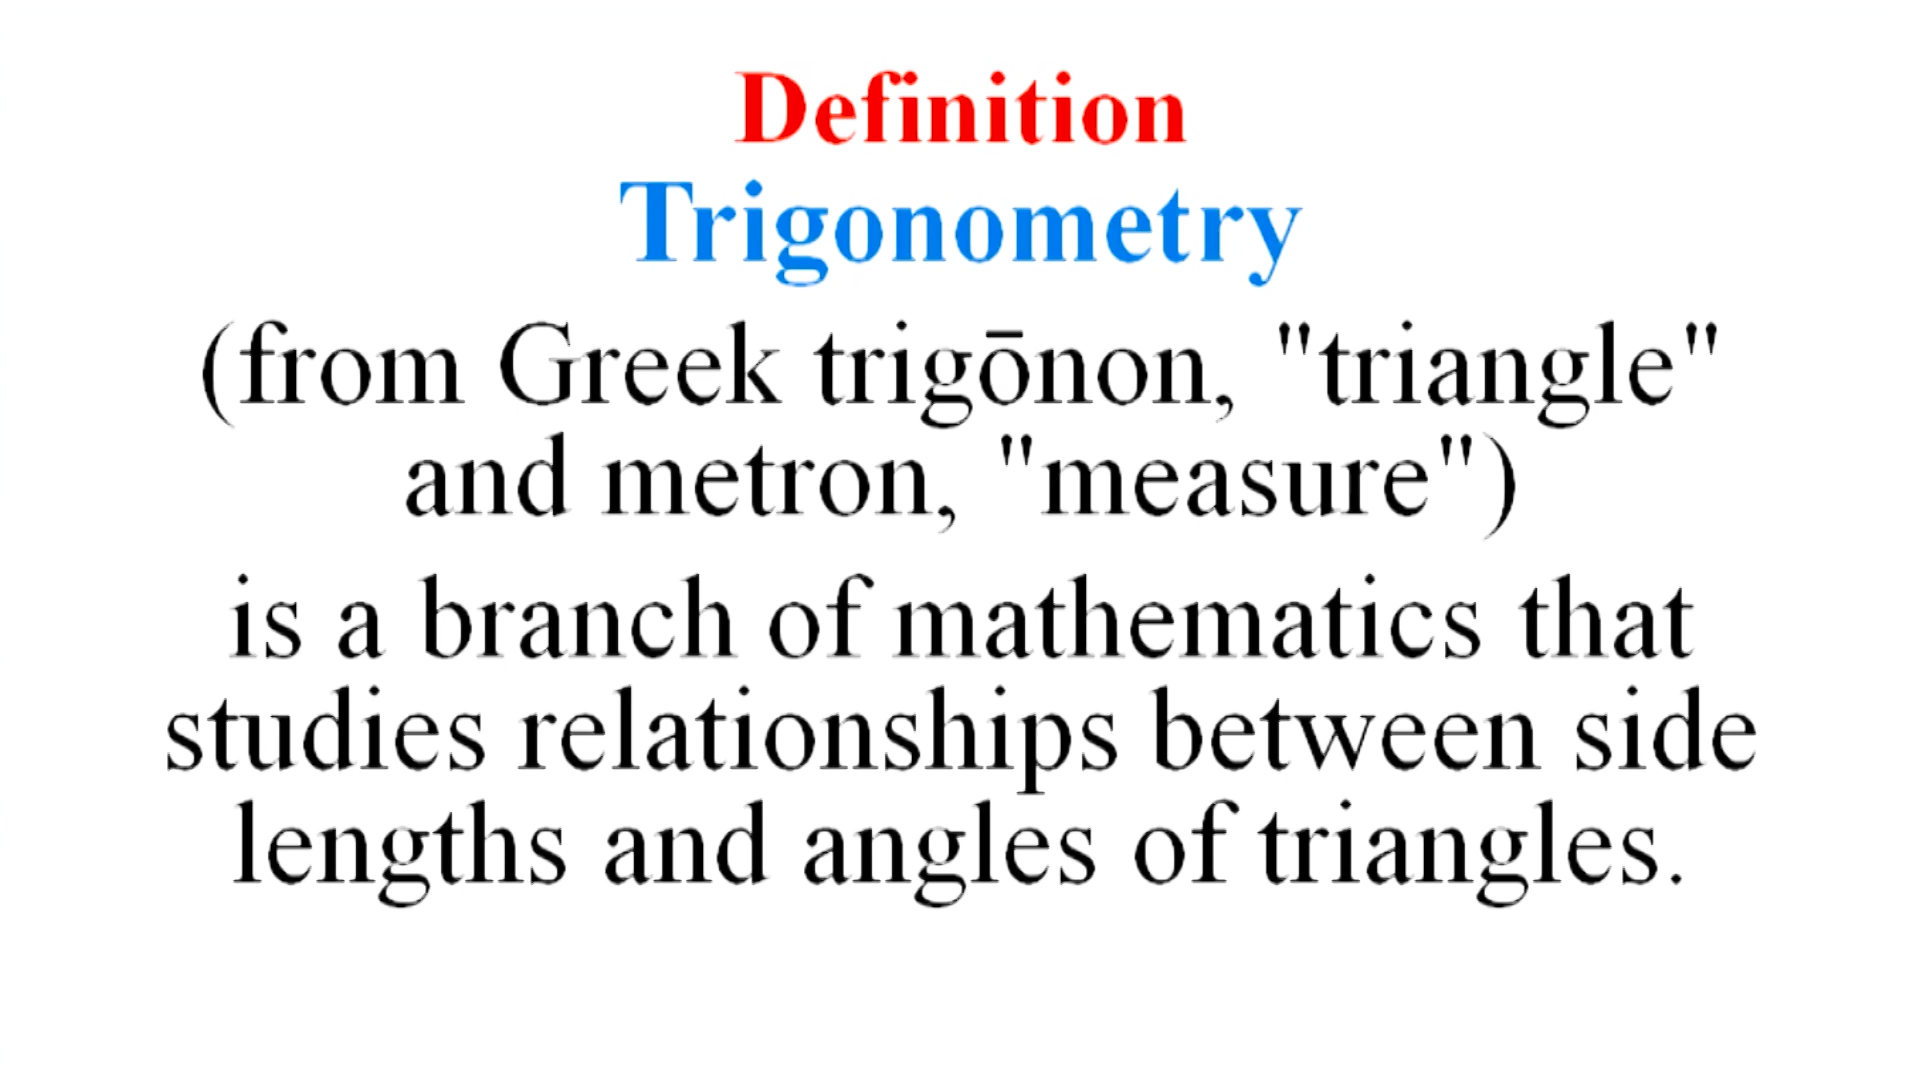 Definition
Trigonometry
(from Greek trigōnon, "triangle"
and metron, "measure")
is a branch of mathematics that
studies relationships between side
lengths and angles of triangles.